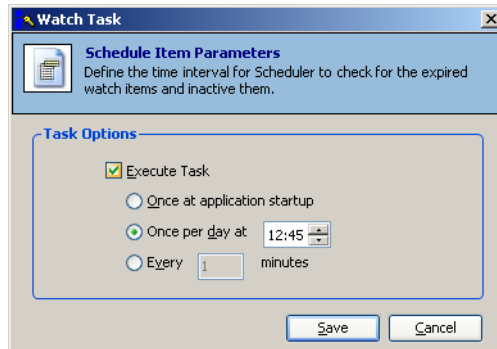 Watch Task
Schedule Item Parameters
Define the time interval for Scheduler to check for the expired
watch items and inactive them.
Task Options
Execute Task
Once at application startup
Once per day at 12:45
Every 1 minutes
Save Cancel